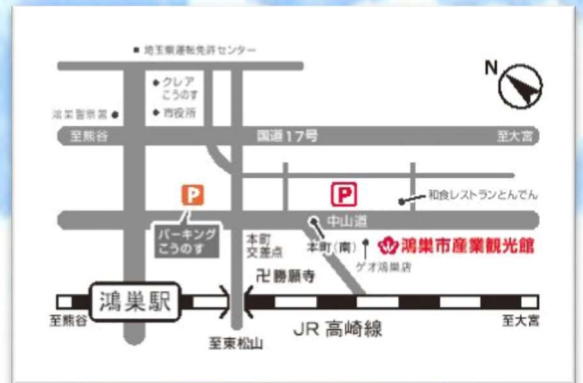 埼玉県運転免許センター
N
クレア
こうのす
市役所
鴻巣警察署
至熊谷
国道17号
至大宮
P
P
和食レストランとんでん
中山道
パーキング
こうのす
本町
交差点
本町(南)
鴻巣市産業観光館
ゲオ鴻巣店
卍勝願寺
鴻巣駅
至熊谷
至大宮
JR高崎線
至東松山